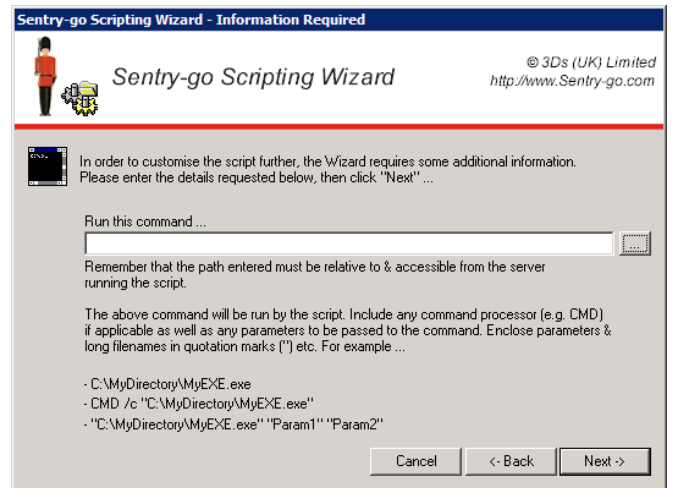 Sentry-go Scripting Wizard - Information Required
Sentry-go Scripting Wizard
© 3Ds (UK) Limited
http://www.Sentry-go.com
In order to customise the script further, the Wizard requires some additional information.
Please enter the details requested below, then click "Next" ...
Run this command ...
...
Remember that the path entered must be relative to & accessible from the server
running the script.
The above command will be run by the script. Include any command processor (e.g. CMD)
if applicable as well as any parameters to be passed to the command. Enclose parameters &
long filenames in quotation marks (") etc. For example ...
- C:\MyDirectory\MyEXE.exe
- CMD /c "C:\MyDirectory\MyEXE.exe"
- "C:\MyDirectory\MyEXE.exe" "Param1" "Param2"
Cancel
<- Back
Next ->